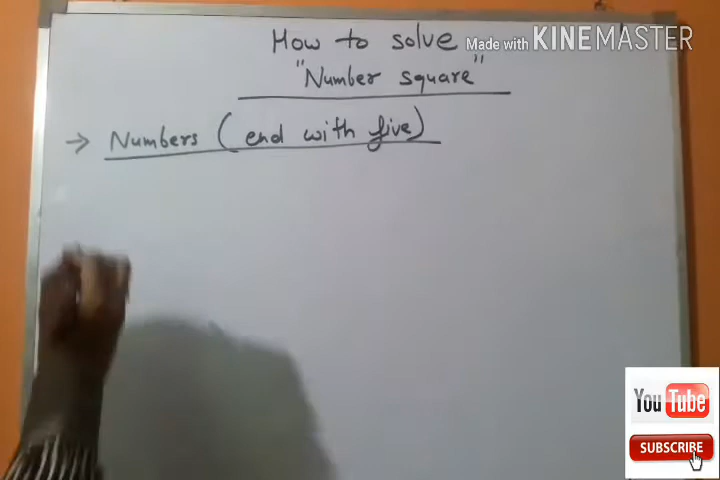 How to solve
Made with KINEMASTER
"Number square"
→ Numbers (end with five)
You Tube
SUBSCRIBE